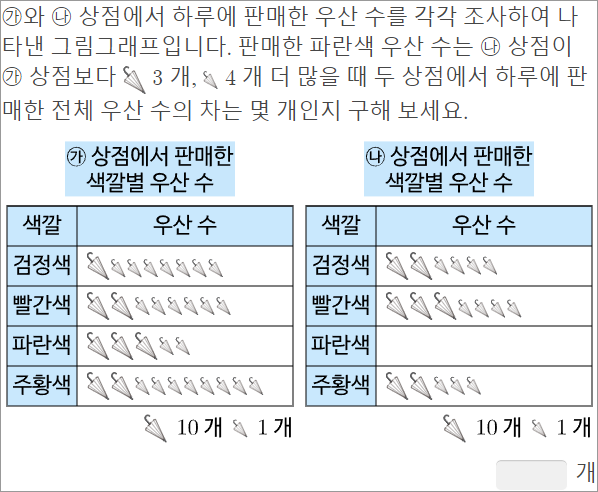 ㉮와 ㉯ 상점에서 하루에 판매한 우산 수를 각각 조사하여 나
타낸 그림그래프입니다. 판매한 파란색 우산 수는 ㉯ 상점이
㉮ 상점보다 3 개, 4 개 더 많을 때 두 상점에서 하루에 판
매한 전체 우산 수의 차는 몇 개인지 구해 보세요.
㉮ 상점에서 판매한
색깔별 우산 수
색깔 우산 수
검정색
빨간색
파란색
주황색
10 개 1 개
㉯ 상점에서 판매한
색깔별 우산 수
색깔 우산 수
검정색
빨간색
파란색
주황색
10 개 1 개
개